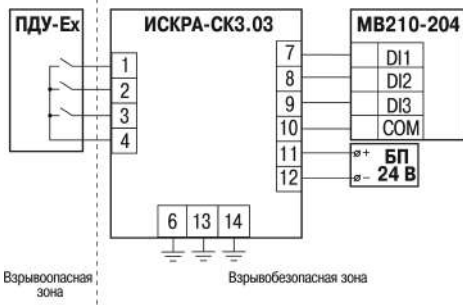 ПДУ-Ex
ИСКРА-СК3.03
МВ210-204
1
2
3
4
7
8
9
10
11
12
DI1
DI2
DI3
COM
+ БП
- 24 В
6 13 14
Взрывоопасная
зона
Взрывобезопасная зона